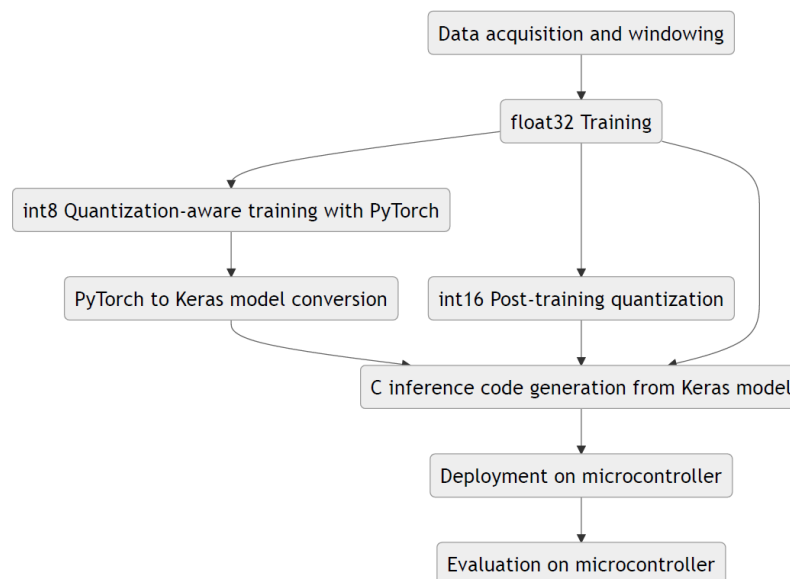 Data acquisition and windowing
float32 Training
int8 Quantization-aware training with PyTorch
PyTorch to Keras model conversion
int16 Post-training quantization
C inference code generation from Keras model
Deployment on microcontroller
Evaluation on microcontroller